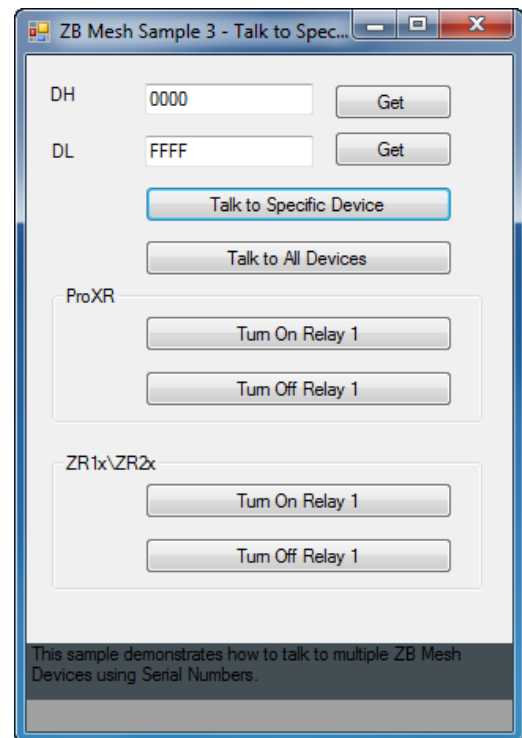 ZB Mesh Sample 3 - Talk to Spec...
DH
0000
Get
DL
FFFF
Get
Talk to Specific Device
Talk to All Devices
ProXR
Turn On Relay 1
Turn Off Relay 1
ZR1x\ZR2x
Turn On Relay 1
Turn Off Relay 1
This sample demonstrates how to talk to multiple ZB Mesh
Devices using Serial Numbers.